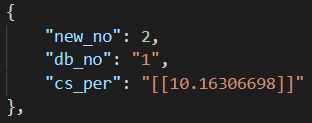 {
"new_no": 2,
"db_no": "1",
"cs_per": "[[10.16306698]]"
},